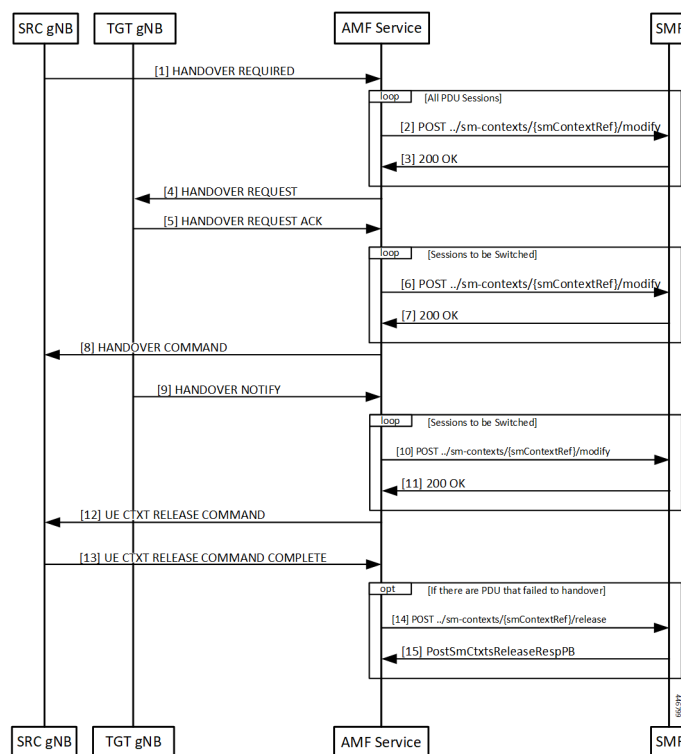 SRC gNB
TGT gNB
AMF Service
SMF
[1] HANDOVER REQUIRED
loop
[All PDU Sessions]
[2] POST ../sm-contexts/{smContextRef}/modify
[3] 200 OK
[4] HANDOVER REQUEST
[5] HANDOVER REQUEST ACK
loop
[Sessions to be Switched]
[6] POST ../sm-contexts/{smContextRef}/modify
[7] 200 OK
[8] HANDOVER COMMAND
[9] HANDOVER NOTIFY
loop
[Sessions to be Switched]
[10] POST ../sm-contexts/{smContextRef}/modify
[11] 200 OK
[12] UE CTXT RELEASE COMMAND
[13] UE CTXT RELEASE COMMAND COMPLETE
opt
[If there are PDU that failed to handover]
[14] POST ../sm-contexts/{smContextRef}/release
[15] PostSmCtxtsReleaseRespPB
446799
SRC gNB
TGT gNB
AMF Service
SMF